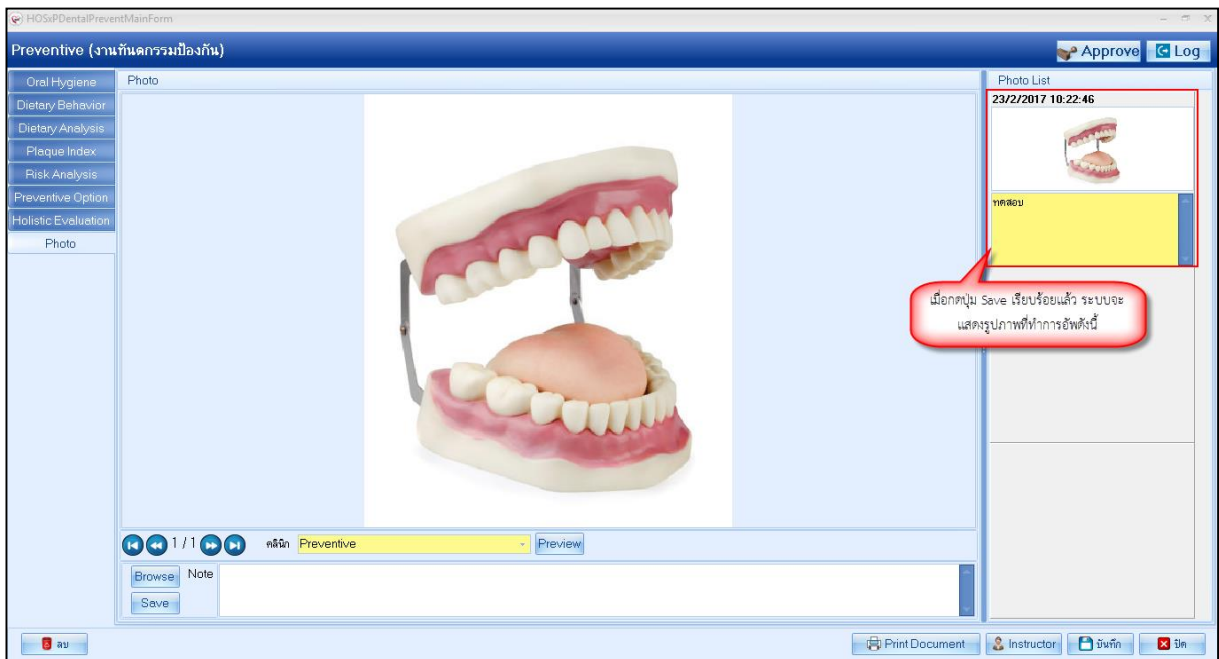 HOSxPDentalPreventMainForm
Preventive (งานทันตกรรมป้องกัน)
Approve
Log
Oral Hygiene
Dietary Behavior
Dietary Analysis
Plaque Index
Risk Analysis
Preventive Option
Holistic Evaluation
Photo
Photo
Photo List
23/2/2017 10:22:46
ทดสอบ
เมื่อกดปุ่ม Save เรียบร้อยแล้ว ระบบจะ
แสดงรูปภาพที่ทำการอัพดังนี้
1 / 1
คลินิก Preventive
Preview
Browse Note
Save
ลบ
Print Document
Instructor
บันทึก
ปิด